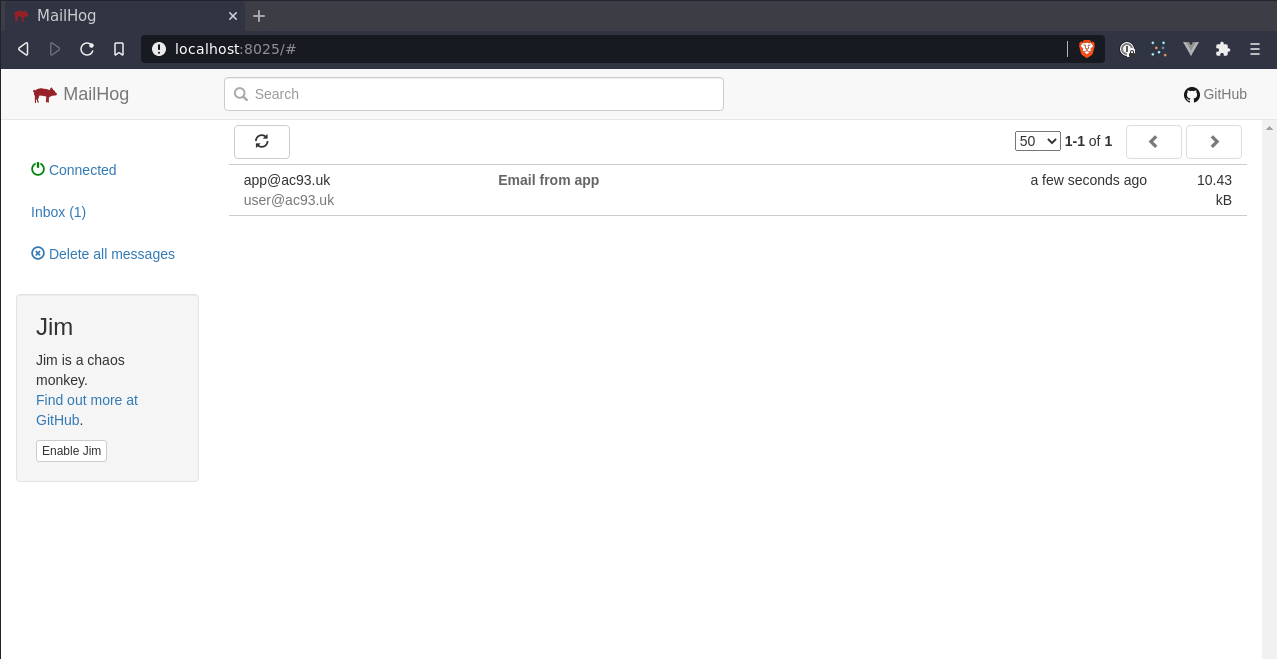 MailHog
localhost:8025/#
MailHog
Search
GitHub
50 1-1 of 1
Connected
Inbox (1)
Delete all messages
app@ac93.uk Email from app a few seconds ago 10.43
user@ac93.uk kB
Jim
Jim is a chaos
monkey.
Find out more at
GitHub.
Enable Jim